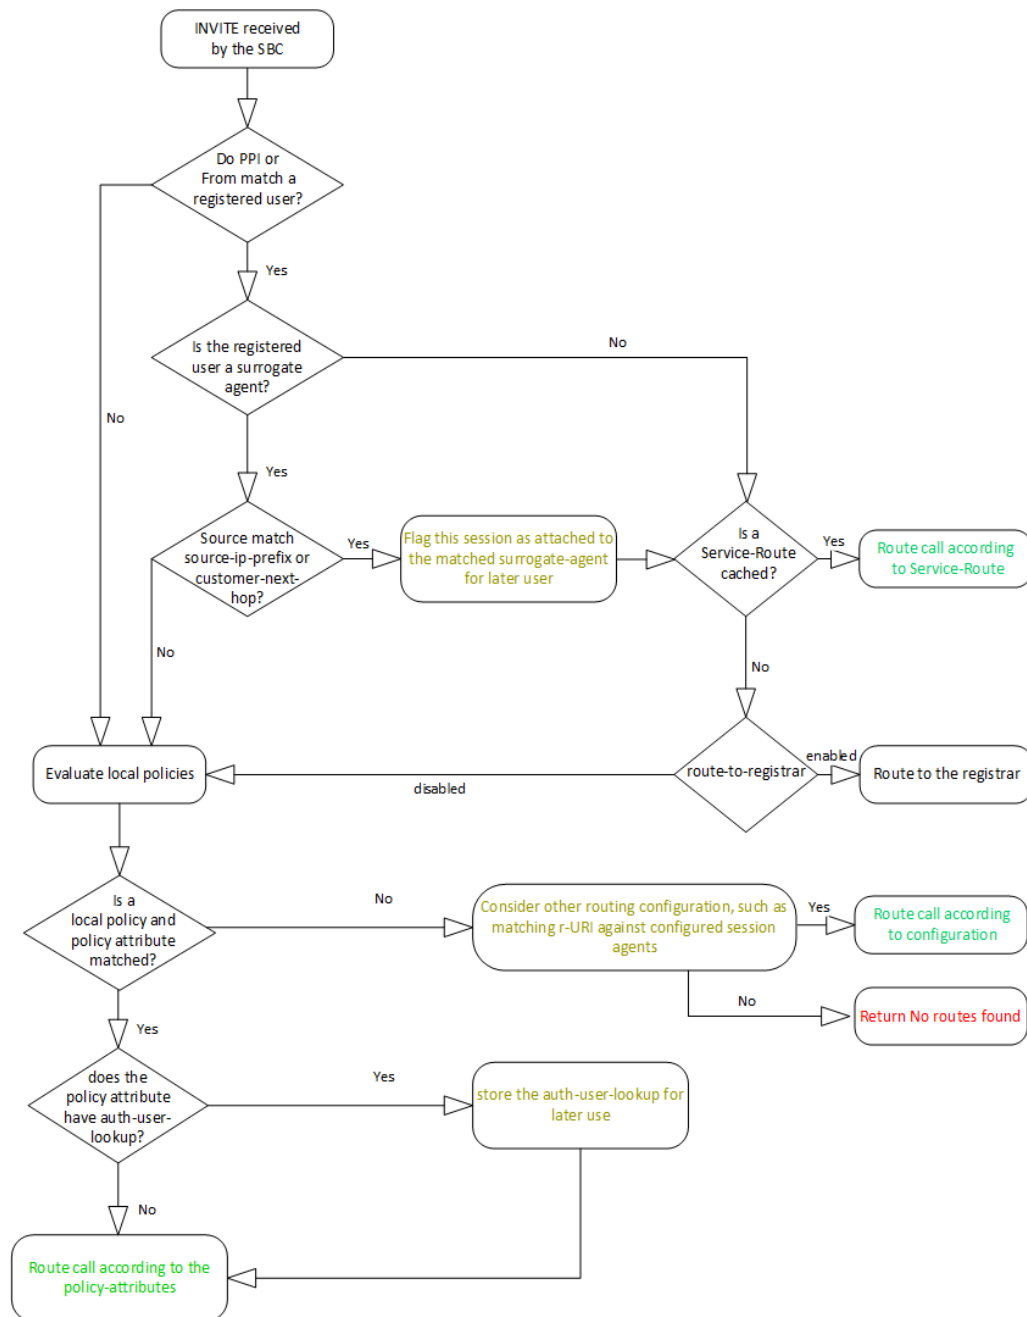 INVITE received
by the SBC
Do PPI or
From match a
registered user?
Yes
No
Is the registered
user a surrogate
agent?
No
Yes
Source match
source-ip-prefix or
customer-next-
hop?
Yes
Flag this session as attached to
the matched surrogate-agent
for later user
Is a
Service-Route
cached?
Yes
Route call according
to Service-Route
No
No
Evaluate local policies
disabled
route-to-registrar
enabled
Route to the registrar
Is a
local policy and
policy attribute
matched?
No
Consider other routing configuration, such as
matching r-URI against configured session
agents
Yes
Route call according
to configuration
No
Return No routes found
Yes
does the
policy attribute
have auth-user-
lookup?
Yes
store the auth-user-lookup for
later use
No
Route call according to the
policy-attributes